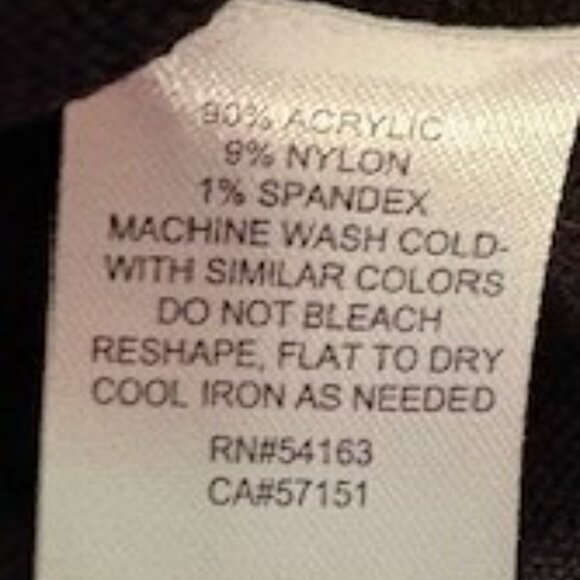 90% ACRYLIC
9% NYLON
1% SPANDEX
MACHINE WASH COLD-
WITH SIMILAR COLORS
DO NOT BLEACH
RESHAPE, FLAT TO DRY
COOL IRON AS NEEDED
RN#54163
CA#57151